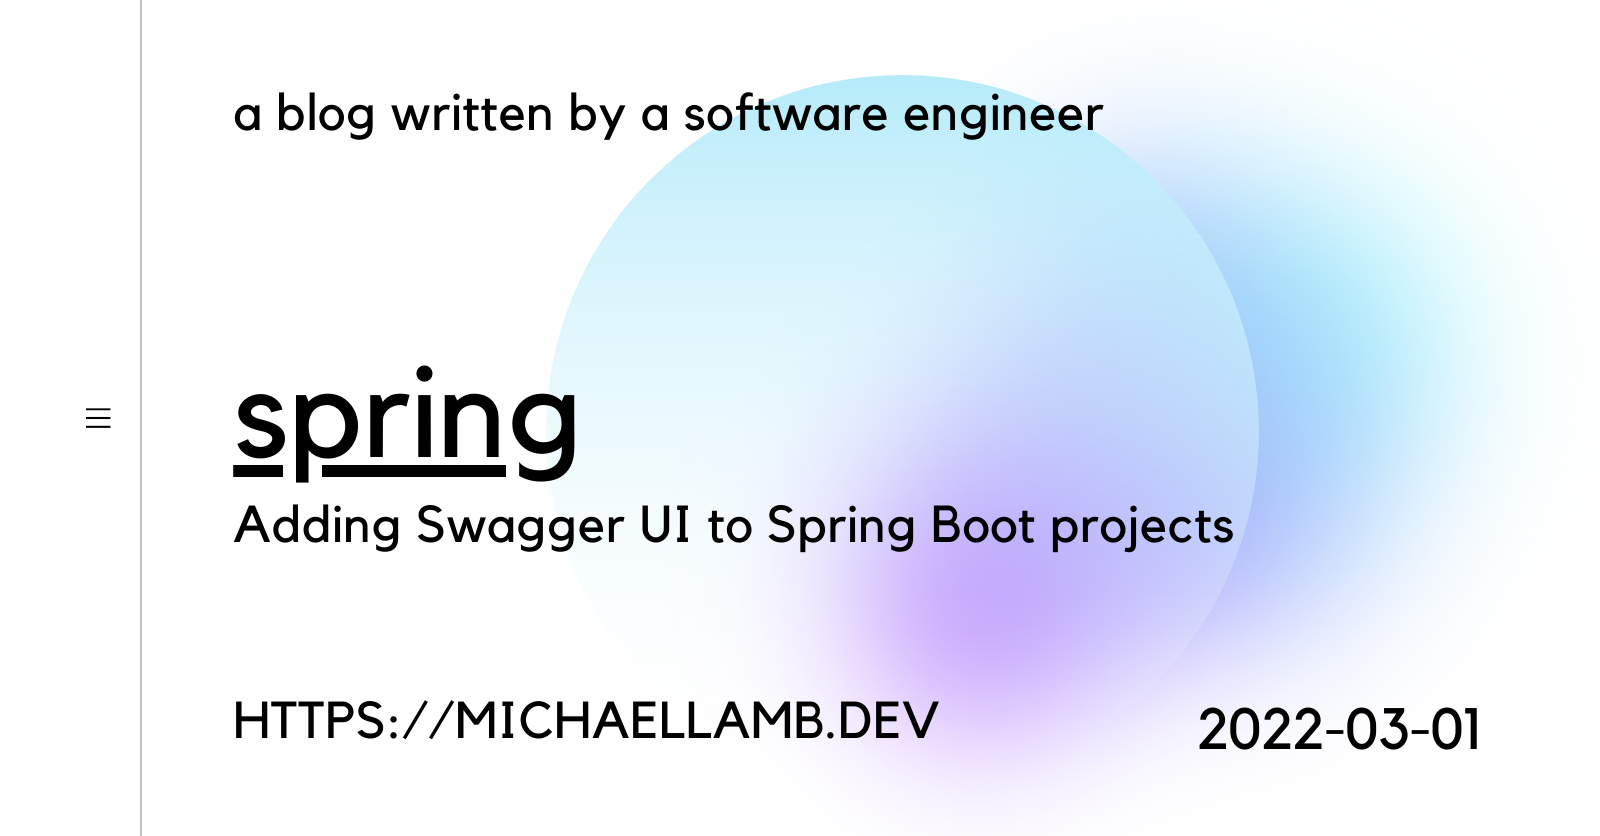 a blog written by a software engineer
spring
Adding Swagger UI to Spring Boot projects
HTTPS://MICHAELLAMB.DEV
2022-03-01